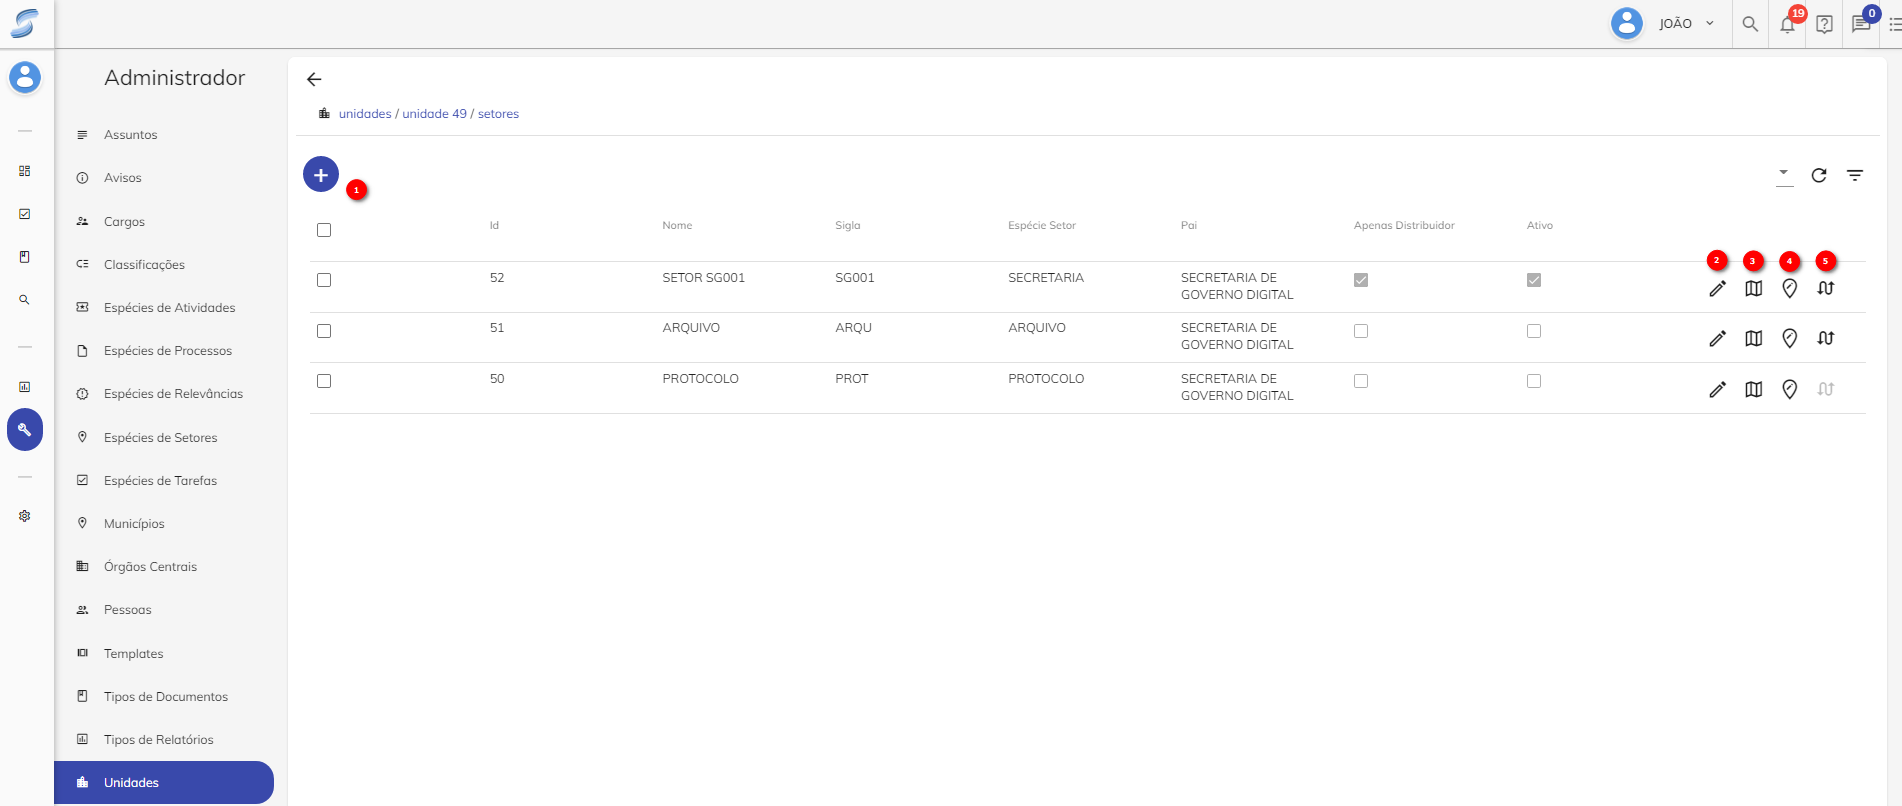 JOÃO
19
0
Administrador
Assuntos
Avisos
Cargos
Classificações
Espécies de Atividades
Espécies de Processos
Espécies de Relevâncias
Espécies de Setores
Espécies de Tarefas
Municípios
Órgãos Centrais
Pessoas
Templates
Tipos de Documentos
Tipos de Relatórios
Unidades
unidades / unidade 49 / setores
1
Id Nome Sigla Espécie Setor Pai Apenas Distribuidor Ativo
2 3 4 5
52 SETOR SG001 SG001 SECRETARIA SECRETARIA DE
GOVERNO DIGITAL
51 ARQUIVO ARQU ARQUIVO SECRETARIA DE
GOVERNO DIGITAL
50 PROTOCOLO PROT PROTOCOLO SECRETARIA DE
GOVERNO DIGITAL